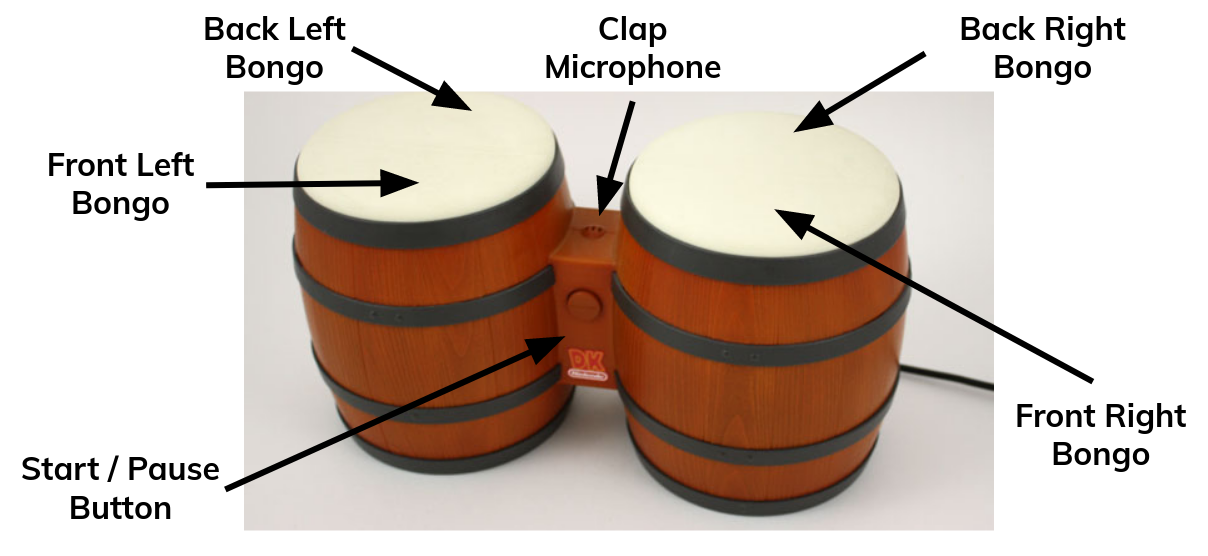 Back Left
Bongo
Clap
Microphone
Back Right
Bongo
Front Left
Bongo
DK
Nintendo
Front Right
Bongo
Start / Pause
Button